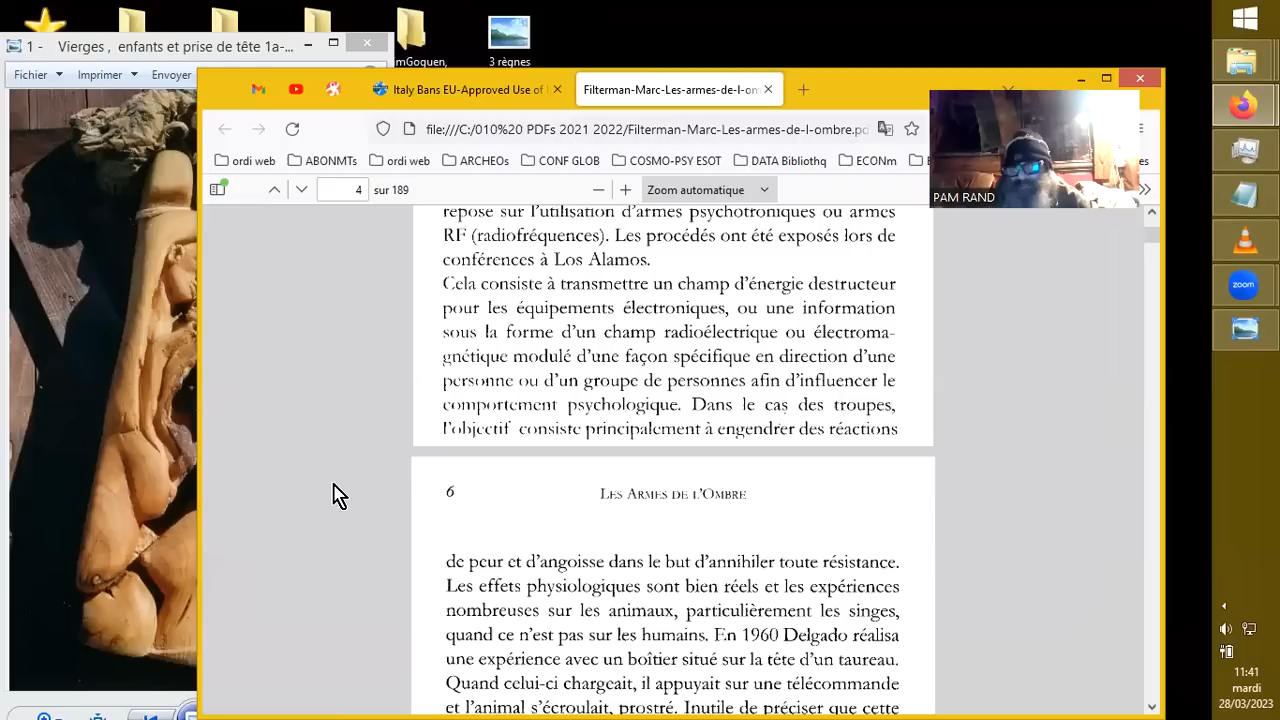 mGoquen,
3 règnes
1 - Vierges , enfants et prise de tête 1a-...
Fichier Imprimer Envoyer
Italy Bans EU-Approved Use of
Filterman-Marc-Les-armes-de-l-om
file:///C:/010%20 PDFs 2021 2022/Filterman-Marc-Les-armes-de-l-ombre.pd
ordi web ABONMTs ordi web ARCHEOs CONF GLOB COSMO-PSY ESOT DATA Bibliothq ECONm
4 sur 189 Zoom automatique
PAM RAND
repose sur l'utilisation d'armes psychotroniques ou armes
RF (radiofréquences). Les procédés ont été exposés lors de
conférences à Los Alamos.
Cela consiste à transmettre un champ d'énergie destructeur
pour les équipements électroniques, ou une information
sous la forme d'un champ radioélectrique ou électroma-
gnétique modulé d'une façon spécifique en direction d'une
personne ou d'un groupe de personnes afin d'influencer le
comportement psychologique. Dans le cas des troupes,
l'objectif consiste principalement à engendrer des réactions
6 LES ARMES DE L'OMBRE
de peur et d'angoisse dans le but d'annihiler toute résistance.
Les effets physiologiques sont bien réels et les expériences
nombreuses sur les animaux, particulièrement les singes,
quand ce n'est pas sur les humains. En 1960 Delgado réalisa
une expérience avec un boîtier situé sur la tête d'un taureau.
Quand celui-ci chargeait, il appuyait sur une télécommande
et l'animal s'écroulait, prostré. Inutile de préciser que cette
zoom
11:41
mardi
28/03/2023